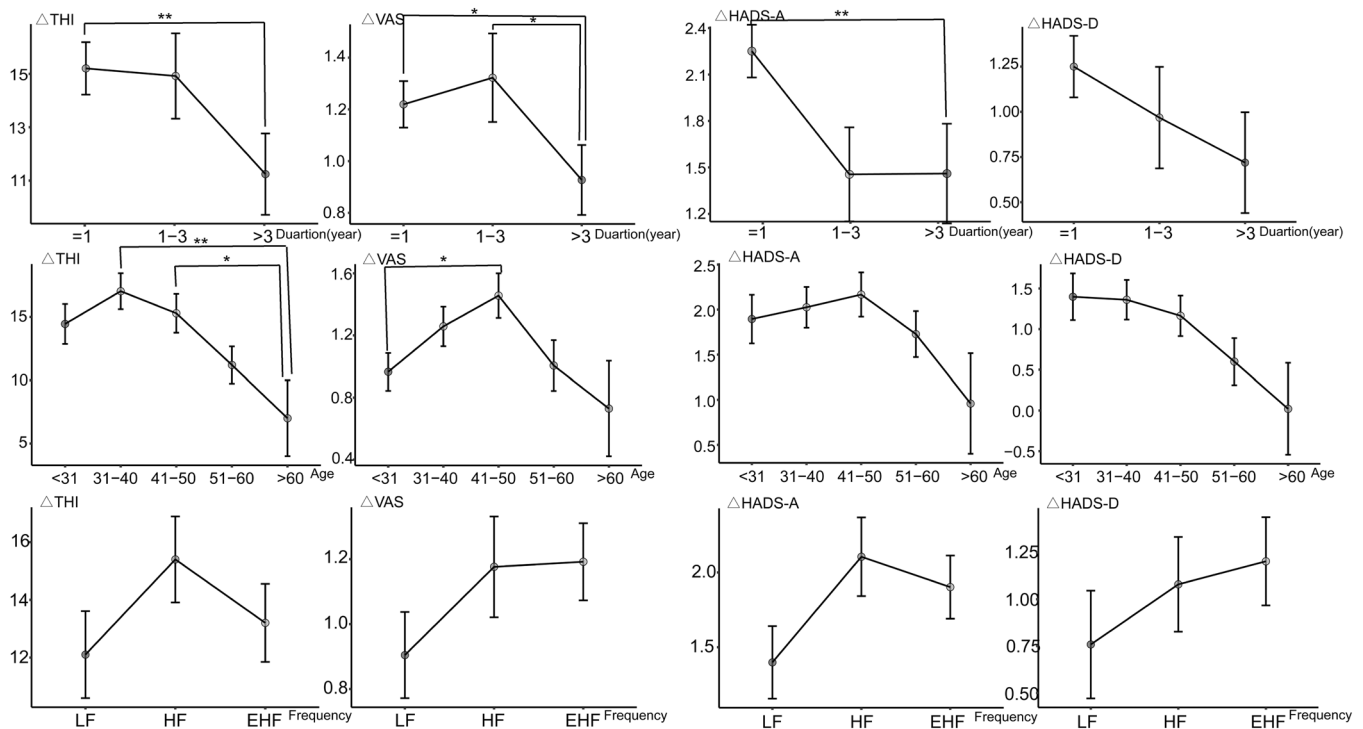 △THI
**
15
13
11
=1 1−3 >3 Duartion(year)
△VAS
*
*
1.4
1.2
1.0
0.8
=1 1−3 >3 Duartion(year)
△HADS-A
**
2.4
2.1
1.8
1.5
1.2
=1 1−3 >3 Duartion(year)
△HADS-D
1.25
1.00
0.75
0.50
=1 1−3 >3 Duartion(year)
△THI
**
*
15
10
5
<31 31−40 41−50 51−60 >60 Age
△VAS
*
1.6
1.2
0.8
0.4
<31 31−40 41−50 51−60 >60 Age
△HADS-A
2.5
2.0
1.5
1.0
0.5
<31 31−40 41−50 51−60 >60 Age
△HADS-D
1.5
1.0
0.5
0.0
−0.5
<31 31−40 41−50 51−60 >60 Age
△THI
16
14
12
LF HF EHF Frequency
△VAS
1.2
1.0
0.8
LF HF EHF Frequency
△HADS-A
2.0
1.5
LF HF EHF Frequency
△HADS-D
1.25
1.00
0.75
0.50
LF HF EHF Frequency